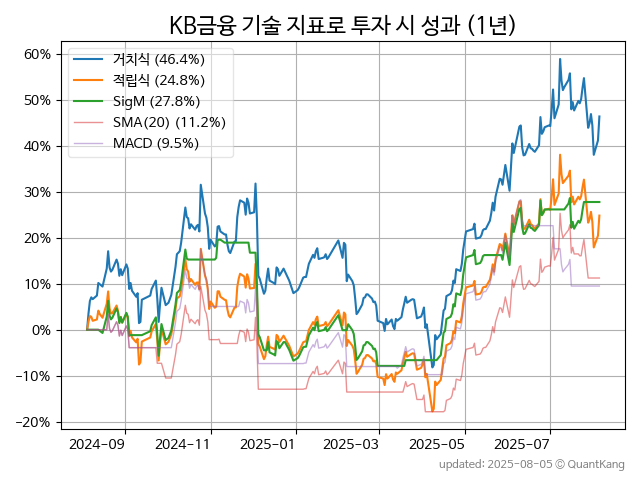 KB금융 기술 지표로 투자 시 성과 (1년)
거치식 (46.4%)
적립식 (24.8%)
SigM (27.8%)
SMA(20) (11.2%)
MACD (9.5%)
60%
50%
40%
30%
20%
10%
0%
−10%
−20%
2024-09 2024-11 2025-01 2025-03 2025-05 2025-07
updated: 2025-08-05 © QuantKang